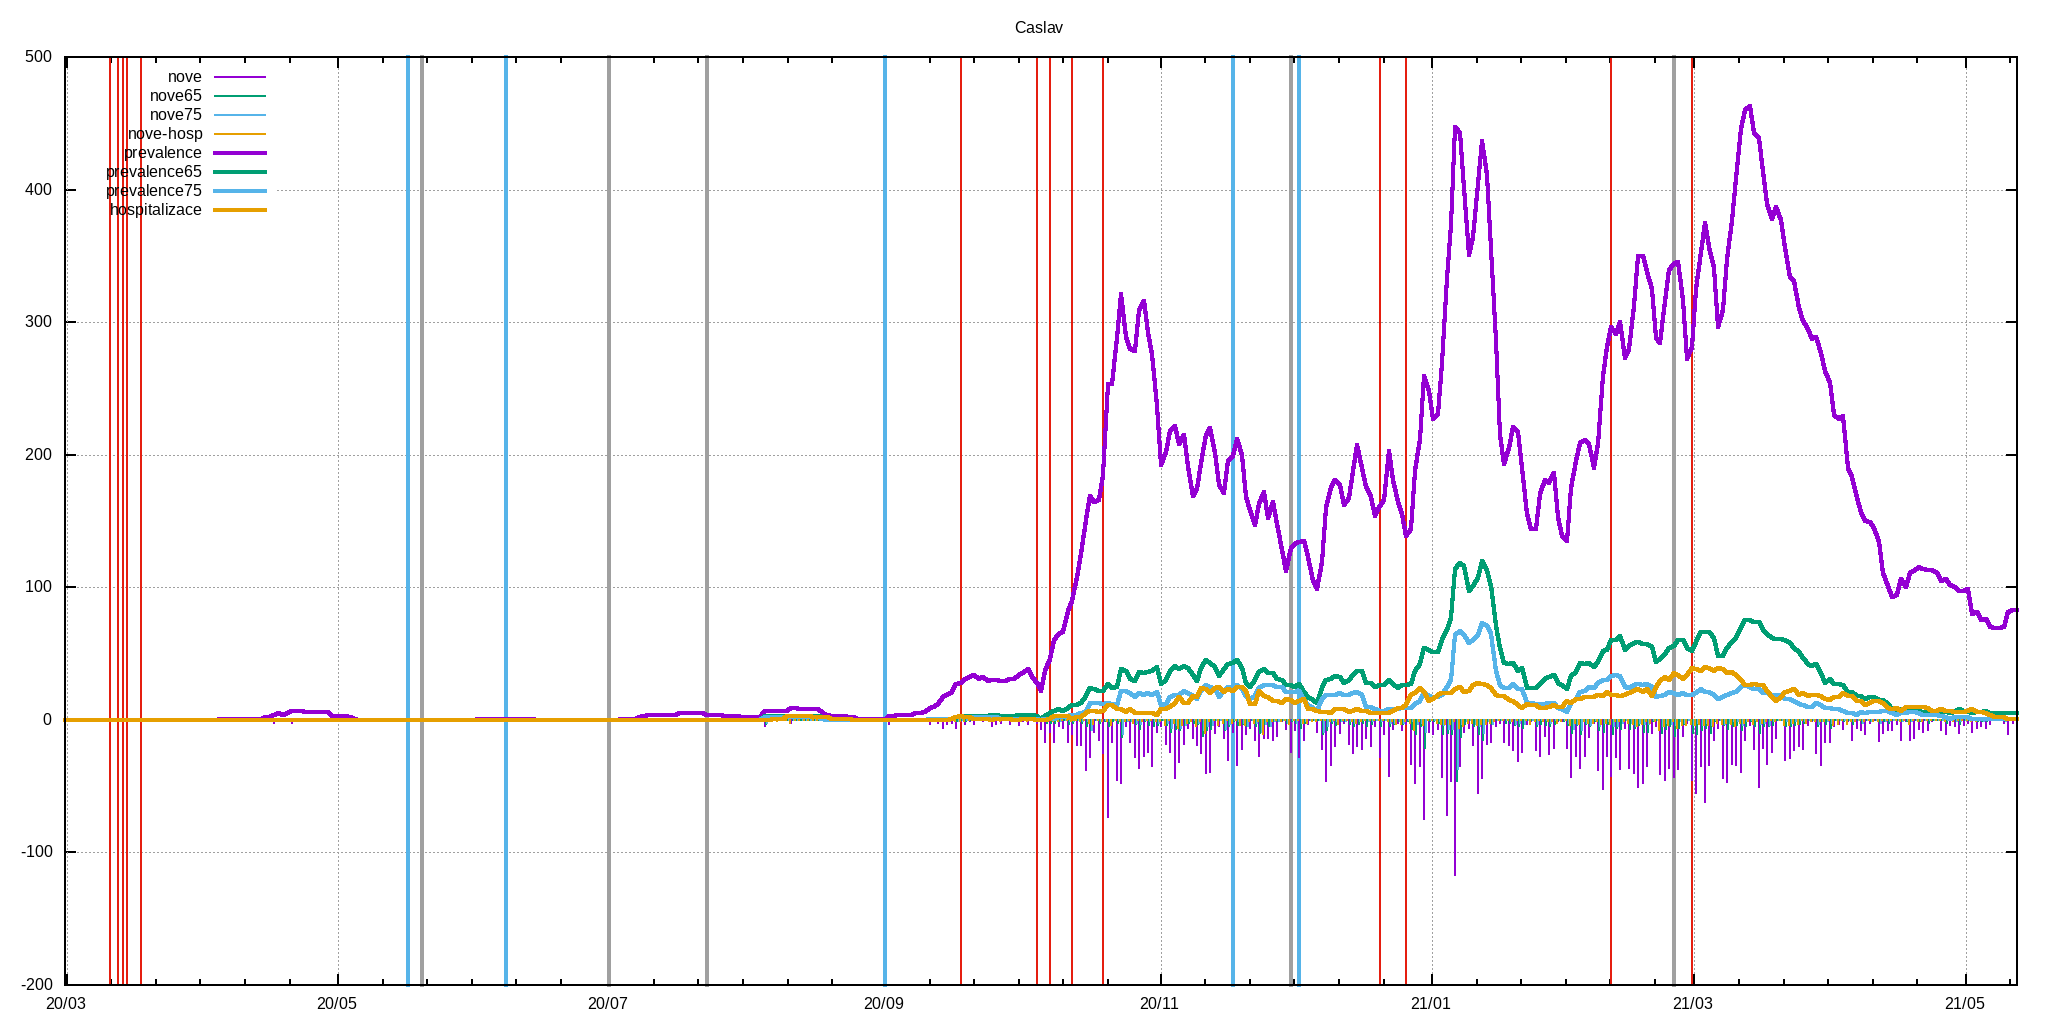 Caslav
500
nove
nove65
nove75
nove-hosp
prevalence
prevalence65
prevalence75
hospitalizace
400
300
200
100
0
-100
-200
20/03 20/05 20/07 20/09 20/11 21/01 21/03 21/05